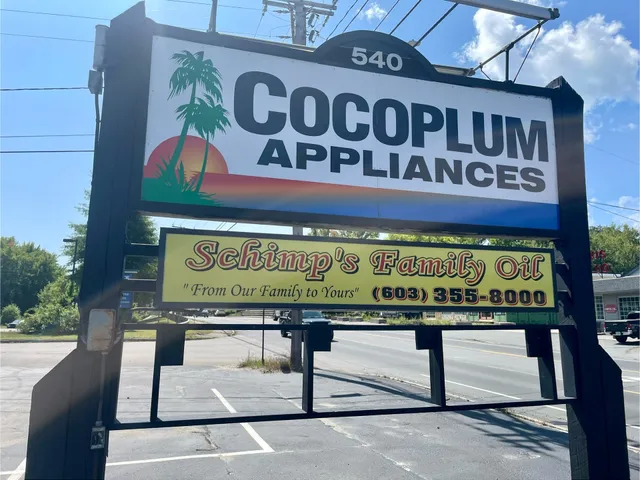 540
COCOPLUM
APPLIANCES
Schimp's Family Oil
"From Our Family to Yours" (603) 355-8000